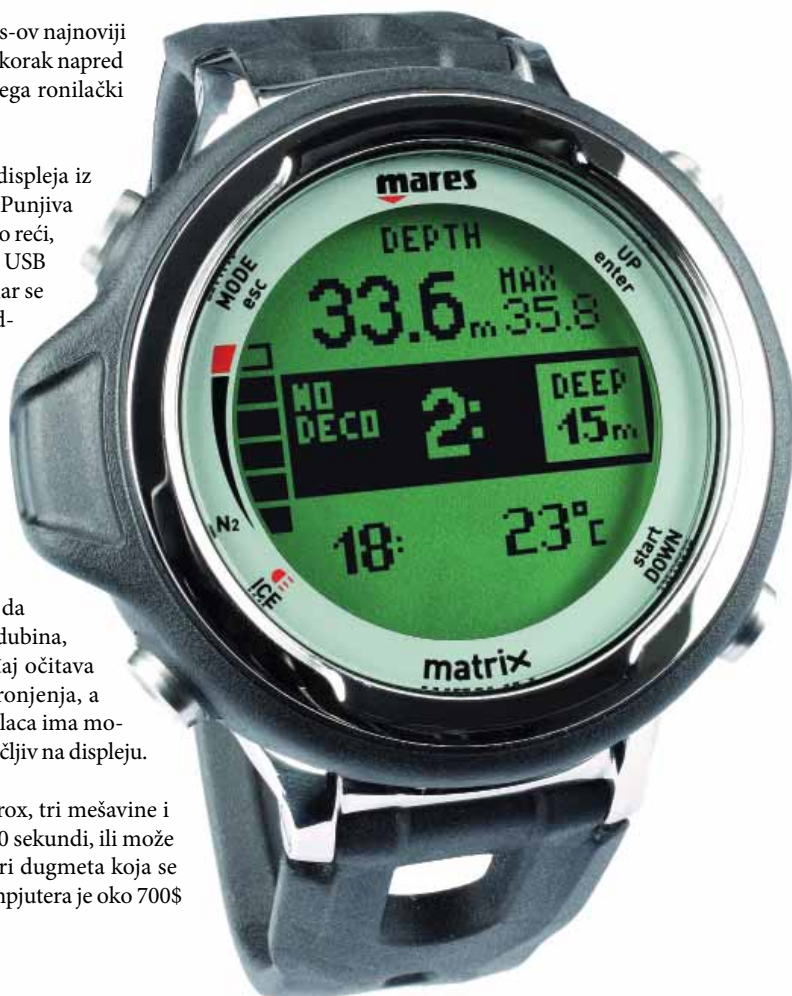 s-ov najnoviji
korak napred
ega ronilački
displeja iz
Punjiva
o reći,
USB
ar se
d-
da
dubina,
aj očitava
ronjenja, a
laca ima mo-
čljiv na displeju.
rox, tri mešavine i
0 sekundi, ili može
ri dugmeta koja se
mpjutera je oko 700$
mares
MODE
esc
UP
enter
DEPTH
MAX
33.6m 35.8
NO
DECO
2:
DEEP
15m
18: 23°C
N2
ICE
start
DOWN
matrix